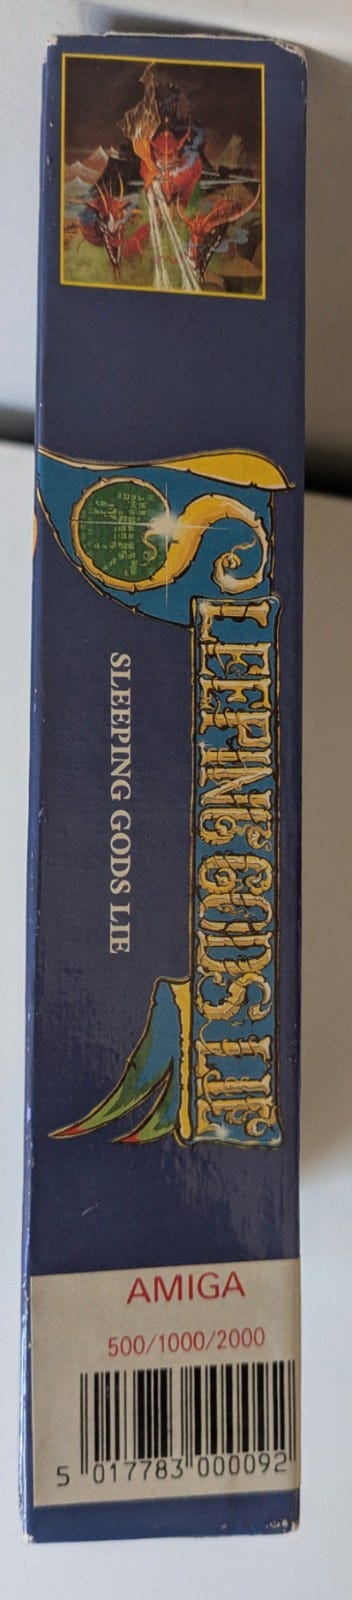 SLEEPING GODS LIE
SLEEPING GODS LIE
AMIGA
500/1000/2000
5 017783 000092